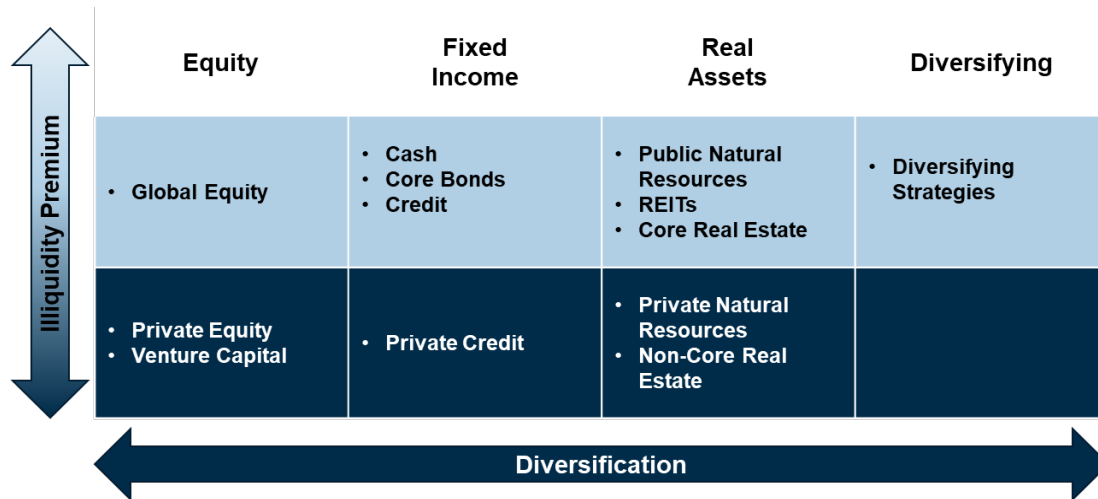 Equity
Fixed
Income
Real
Assets
Diversifying
Illiquidity Premium
• Global Equity
• Cash
• Core Bonds
• Credit
• Public Natural
Resources
• REITs
• Core Real Estate
• Diversifying
Strategies
• Private Equity
• Venture Capital
• Private Credit
• Private Natural
Resources
• Non-Core Real
Estate
Diversification